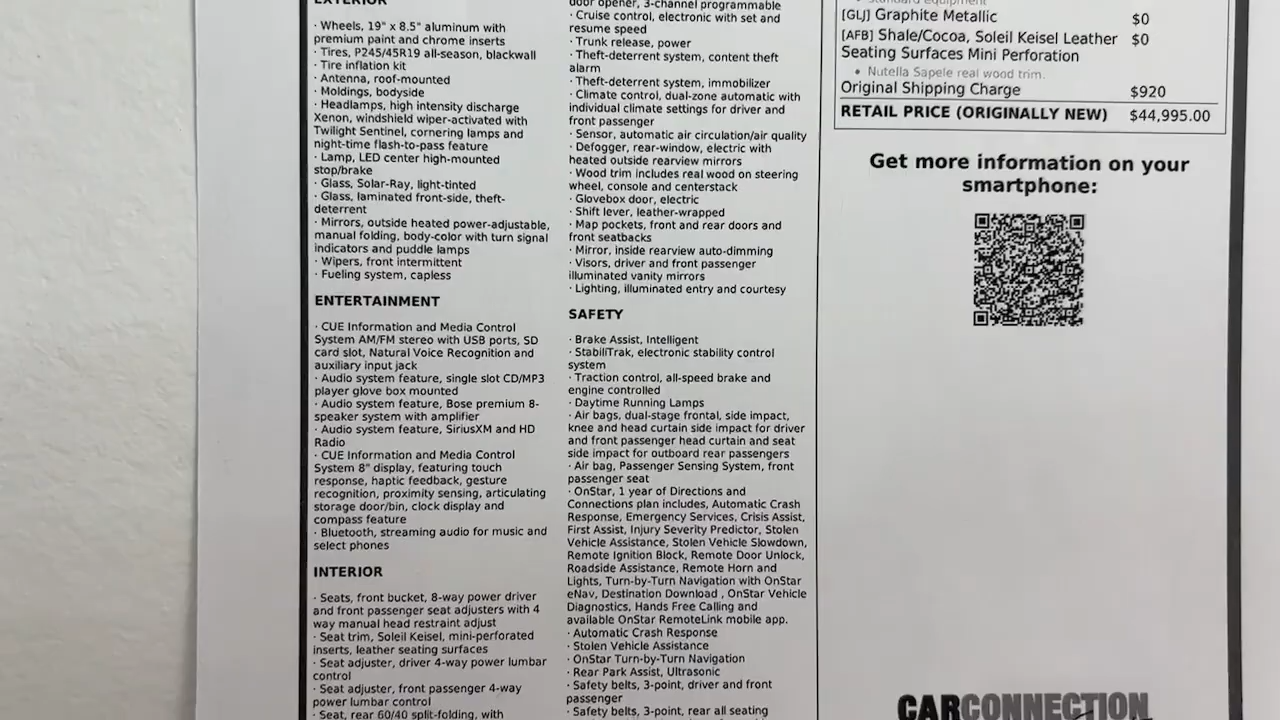 EXTERIOR
· Wheels, 19" x 8.5" aluminum with
premium paint and chrome inserts
· Tires, P245/45R19 all-season, blackwall
· Tire inflation kit
· Antenna, roof-mounted
· Moldings, bodyside
· Headlamps, high intensity discharge
Xenon, windshield wiper-activated with
Twilight Sentinel, cornering lamps and
night-time flash-to-pass feature
· Lamp, LED center high-mounted
stop/brake
· Glass, Solar-Ray, light-tinted
· Glass, laminated front-side, theft-
deterrent
· Mirrors, outside heated power-adjustable,
manual folding, body-color with turn signal
indicators and puddle lamps
· Wipers, front intermittent
· Fueling system, capless
ENTERTAINMENT
· CUE Information and Media Control
System AM/FM stereo with USB ports, SD
card slot, Natural Voice Recognition and
auxiliary input jack
· Audio system feature, single slot CD/MP3
player glove box mounted
· Audio system feature, Bose premium 8-
speaker system with amplifier
· Audio system feature, SiriusXM and HD
Radio
· CUE Information and Media Control
System 8" display, featuring touch
response, haptic feedback, gesture
recognition, proximity sensing, articulating
storage door/bin, clock display and
compass feature
· Bluetooth, streaming audio for music and
select phones
INTERIOR
· Seats, front bucket, 8-way power driver
and front passenger seat adjusters with 4
way manual head restraint adjust
· Seat trim, Soleil Keisel, mini-perforated
inserts, leather seating surfaces
· Seat adjuster, driver 4-way power lumbar
control
· Seat adjuster, front passenger 4-way
power lumbar control
· Seat, rear 60/40 split-folding, with
door opener, 3-channel programmable
· Cruise control, electronic with set and
resume speed
· Trunk release, power
· Theft-deterrent system, content theft
alarm
· Theft-deterrent system, immobilizer
· Climate control, dual-zone automatic with
individual climate settings for driver and
front passenger
· Sensor, automatic air circulation/air quality
· Defogger, rear-window, electric with
heated outside rearview mirrors
· Wood trim includes real wood on steering
wheel, console and centerstack
· Glovebox door, electric
· Shift lever, leather-wrapped
· Map pockets, front and rear doors and
front seatbacks
· Mirror, inside rearview auto-dimming
· Visors, driver and front passenger
illuminated vanity mirrors
· Lighting, illuminated entry and courtesy
SAFETY
· Brake Assist, Intelligent
· StabiliTrak, electronic stability control
system
· Traction control, all-speed brake and
engine controlled
· Daytime Running Lamps
· Air bags, dual-stage frontal, side impact,
knee and head curtain side impact for driver
and front passenger head curtain and seat
side impact for outboard rear passengers
· Air bag, Passenger Sensing System, front
passenger seat
· OnStar, 1 year of Directions and
Connections plan includes, Automatic Crash
Response, Emergency Services, Crisis Assist,
First Assist, Injury Severity Predictor, Stolen
Vehicle Assistance, Stolen Vehicle Slowdown,
Remote Ignition Block, Remote Door Unlock,
Roadside Assistance, Remote Horn and
Lights, Turn-by-Turn Navigation with OnStar
eNav, Destination Download , OnStar Vehicle
Diagnostics, Hands Free Calling and
available OnStar RemoteLink mobile app.
· Automatic Crash Response
· Stolen Vehicle Assistance
· OnStar Turn-by-Turn Navigation
· Rear Park Assist, Ultrasonic
· Safety belts, 3-point, driver and front
passenger
· Safety belts, 3-point, rear all seating
• standard equipment
[GLJ] Graphite Metallic $0
[AFB] Shale/Cocoa, Soleil Keisel Leather $0
Seating Surfaces Mini Perforation
• Nutella Sapele real wood trim.
Original Shipping Charge $920
RETAIL PRICE (ORIGINALLY NEW) $44,995.00
Get more information on your
smartphone:
CARCONNECTION